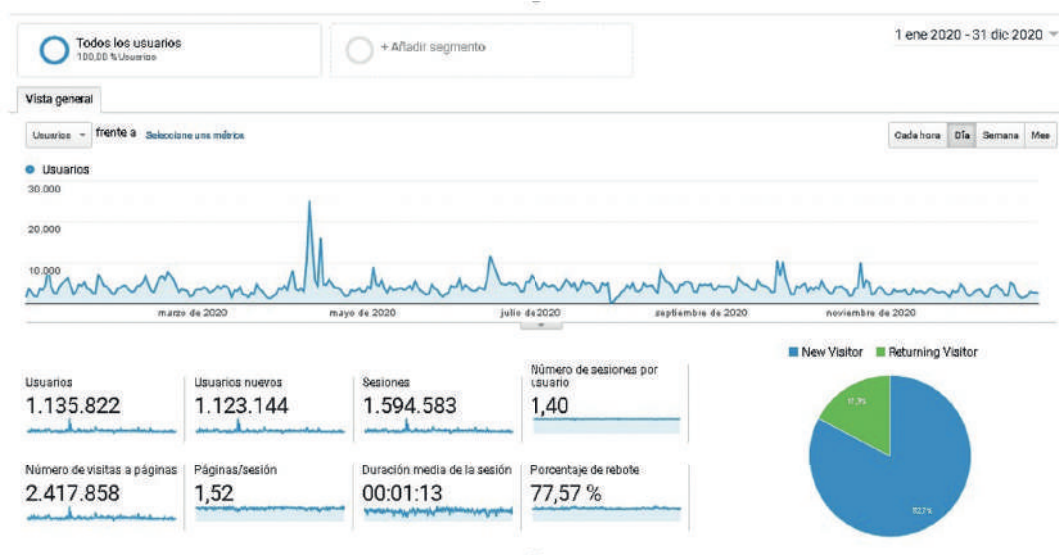 Todos los usuarios
100,00 % Usuarios
+ Añadir segmento
1 ene 2020 - 31 dic 2020
Vista general
Usuarios frente a Seleccione una métrica
Cada hora Día Semana Mes
Usuarios
30.000
20.000
10.000
marzo de 2020 mayo de 2020 julio de 2020 septiembre de 2020 noviembre de 2020
New Visitor Returning Visitor
Usuarios
1.135.822
Usuarios nuevos
1.123.144
Sesiones
1.594.583
Número de sesiones por
usuario
1,40
Número de visitas a páginas
2.417.858
Páginas/sesión
1,52
Duración media de la sesión
00:01:13
Porcentaje de rebote
77,57 %